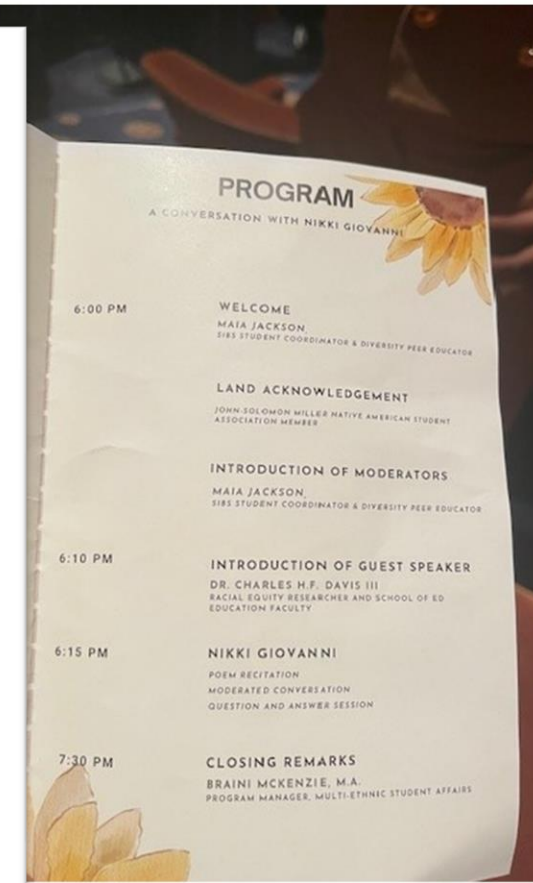 PROGRAM
A CONVERSATION WITH NIKKI GIOVANNI
6:00 PM
WELCOME
MAIA JACKSON,
SIBS STUDENT COORDINATOR & DIVERSITY PEER EDUCATOR
LAND ACKNOWLEDGEMENT
JOHN-SOLOMON MILLER NATIVE AMERICAN STUDENT
ASSOCIATION MEMBER
INTRODUCTION OF MODERATORS
MAIA JACKSON,
SIBS STUDENT COORDINATOR & DIVERSITY PEER EDUCATOR
6:10 PM
INTRODUCTION OF GUEST SPEAKER
DR. CHARLES H.F. DAVIS III
RACIAL EQUITY RESEARCHER AND SCHOOL OF ED
EDUCATION FACULTY
6:15 PM
NIKKI GIOVANNI
POEM RECITATION
MODERATED CONVERSATION
QUESTION AND ANSWER SESSION
7:30 PM
CLOSING REMARKS
BRAINI MCKENZIE, M.A.
PROGRAM MANAGER, MULTI-ETHNIC STUDENT AFFAIRS